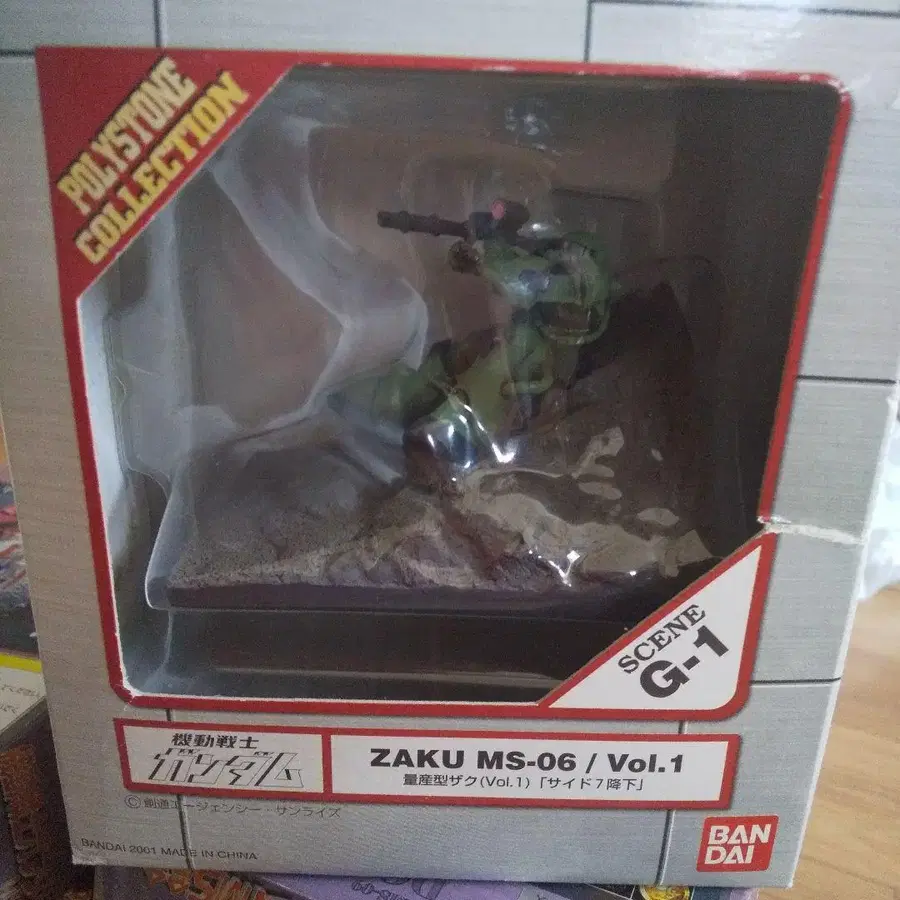 POLYSTONE
COLLECTION
SCENE
G-1
機動戦士
ガンダム
ZAKU MS-06 / Vol.1
量産型ザク(Vol.1)「サイド7降下」
©創通エージェンシー・サンライズ
BANDAI 2001 MADE IN CHINA
BAN
DAI